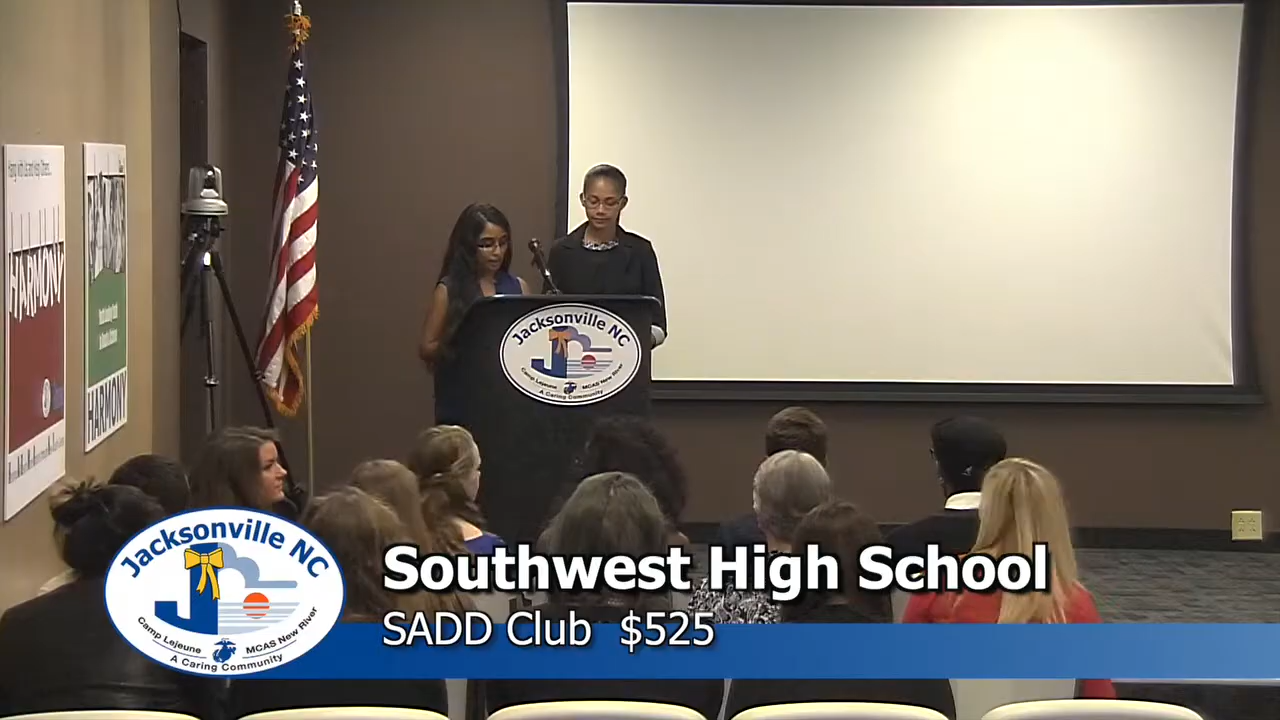 HARMONY
HARMONY
Jacksonville NC
Camp Lejeune
MCAS New River
A Caring Community
Jacksonville NC
Camp Lejeune
MCAS New River
A Caring Community
Southwest High School
SADD Club $525